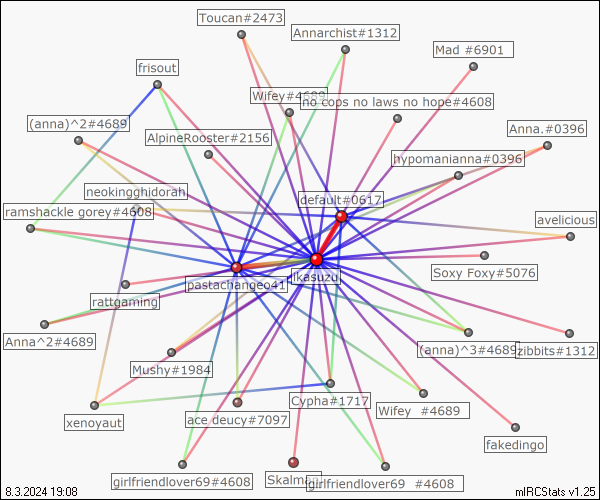 Toucan#2473
Annarchist#1312
Mad #6901
frisout
Wifey #4689
no cops no laws no hope#4608
(anna)^2#4689
Anna.#0396
AlpineRooster#2156
hypomanianna#0396
neokingghidorah
default#0617
ramshackle gorey#4608
avelicious
Soxy Foxy#5076
ikasuzu
pastachangeo41
rattgaming
Anna^2#4689
(anna)^3#4689
zibbits#1312
Mushy#1984
Cypha#1717
Wifey #4689
xenoyaut
ace deucy#7097
fakedingo
girlfriendlover69#4608
girlfriendlover69 #4608
8.3.2024 19:08
mIRCStats v1.25